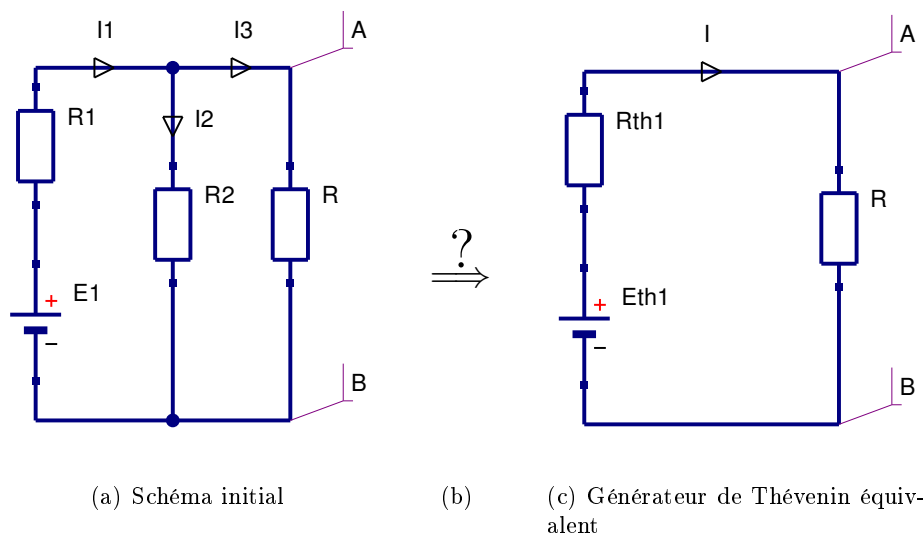 I1
I3
A
R1
I2
R2
R
+
E1
−
B
?
⟹
I
A
Rth1
R
+
Eth1
−
B
(a) Schéma initial
(b)
(c) Générateur de Thévenin équiv-
alent